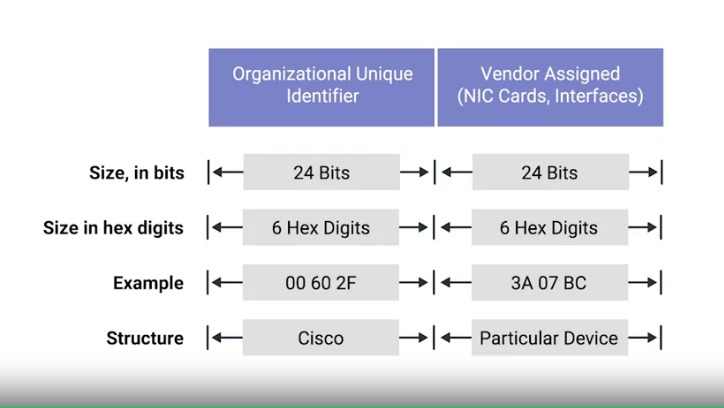 Organizational Unique
Identifier
Vendor Assigned
(NIC Cards, Interfaces)
Size, in bits 24 Bits 24 Bits
Size in hex digits 6 Hex Digits 6 Hex Digits
Example 00 60 2F 3A 07 BC
Structure Cisco Particular Device